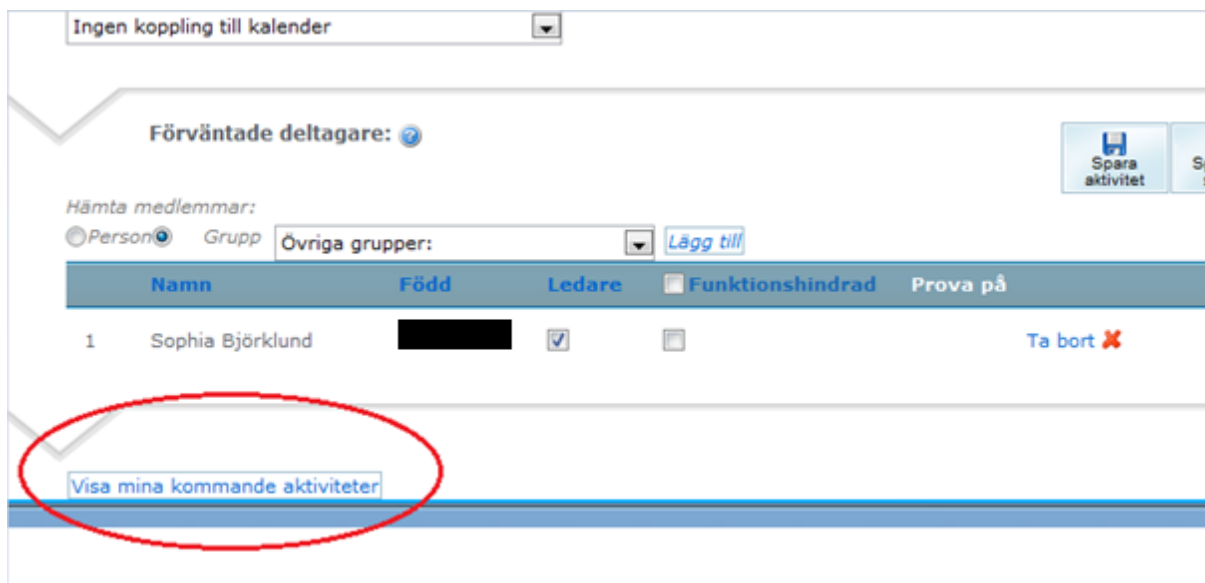 Ingen koppling till kalender
Förväntade deltagare:
Spara
aktivitet
Hämta medlemmar:
Person Grupp Övriga grupper: Lägg till
Namn Född Ledare Funktionshindrad Prova på
1 Sophia Björklund Ta bort
Visa mina kommande aktiviteter